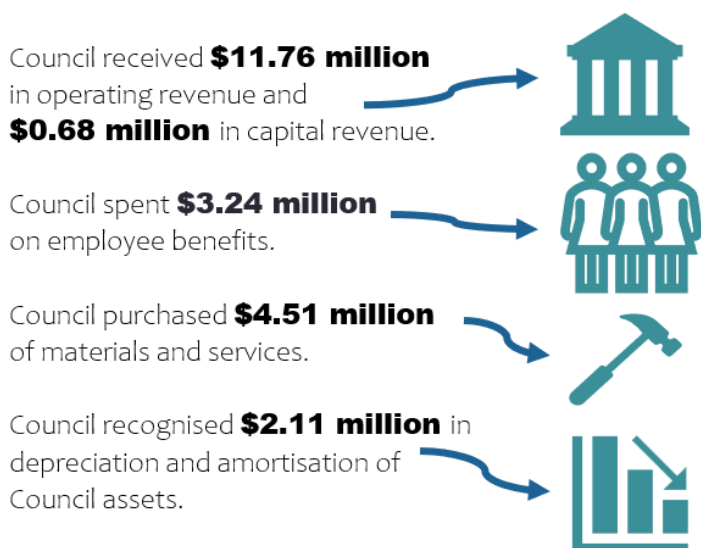 Council received $11.76 million
in operating revenue and
$0.68 million in capital revenue.
Council spent $3.24 million
on employee benefits.
Council purchased $4.51 million
of materials and services.
Council recognised $2.11 million in
depreciation and amortisation of
Council assets.